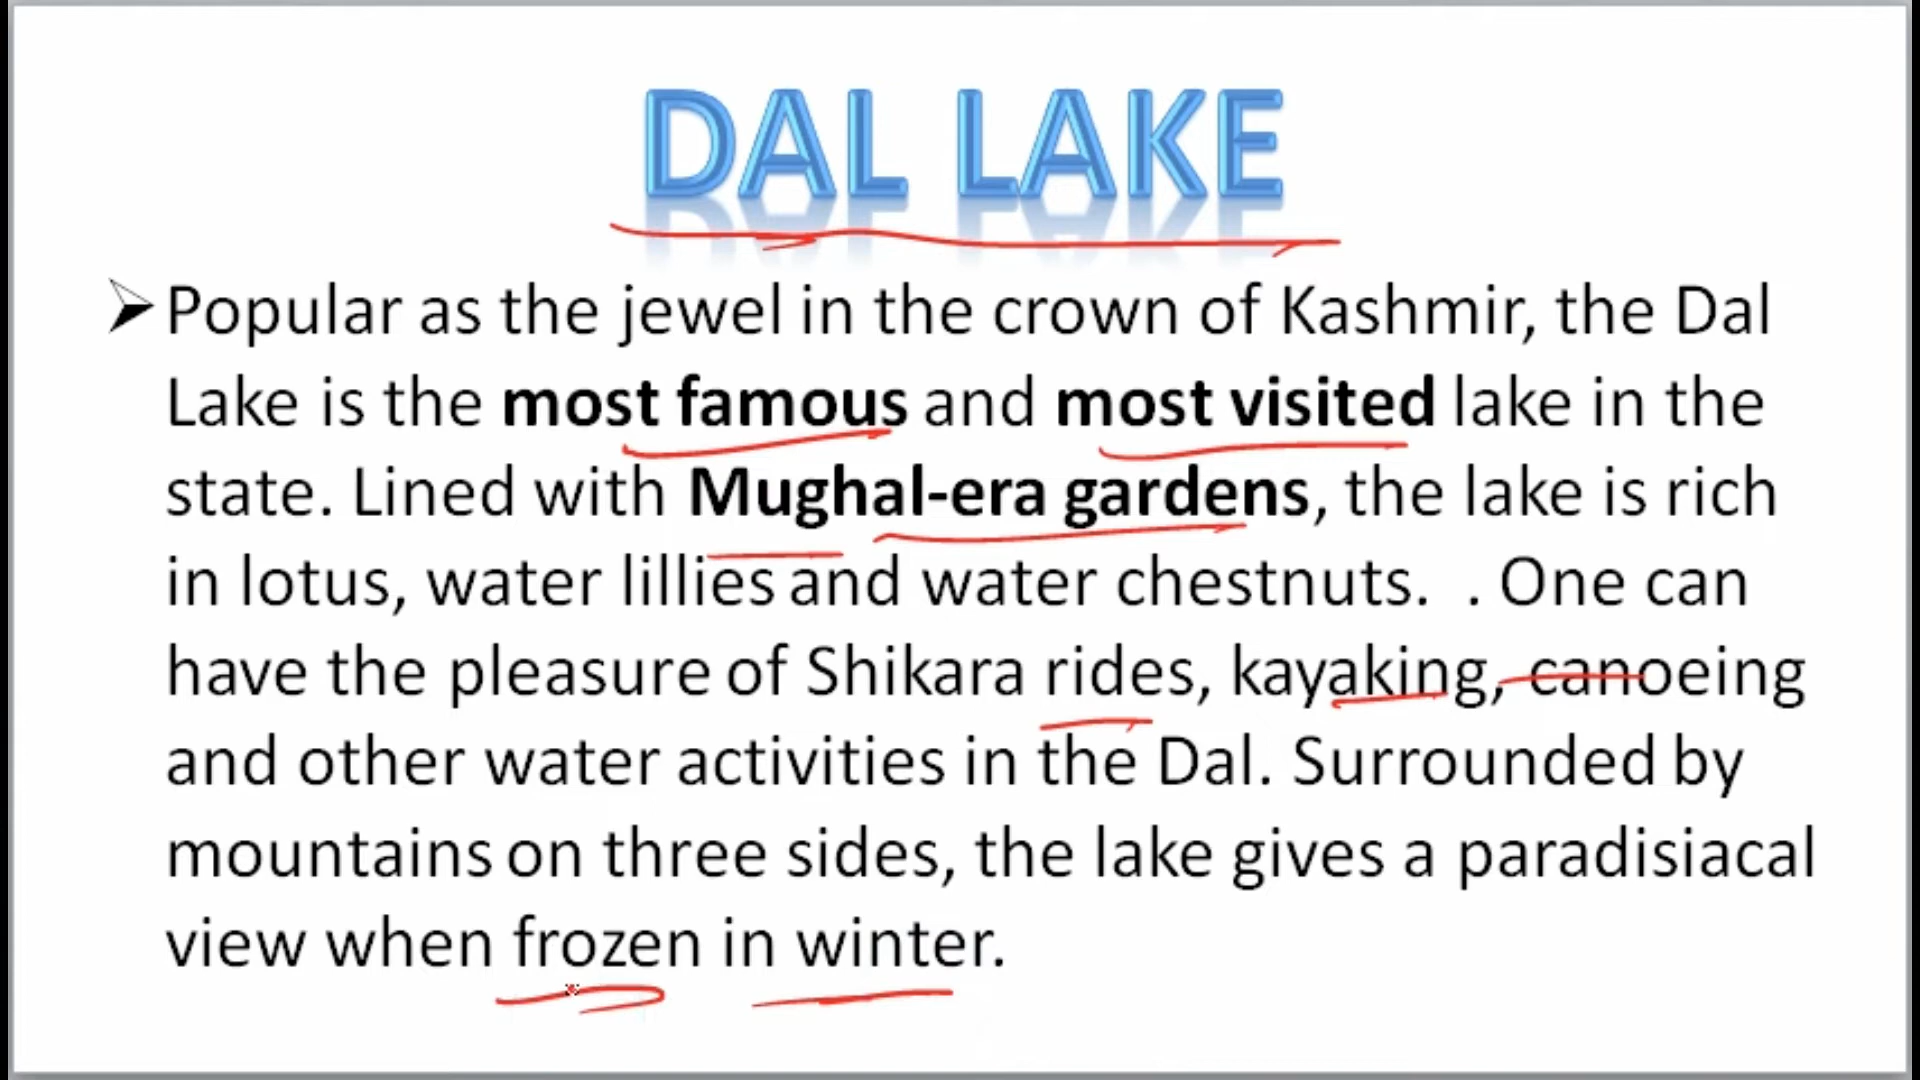 DAL LAKE
➢Popular as the jewel in the crown of Kashmir, the Dal
Lake is the most famous and most visited lake in the
state. Lined with Mughal-era gardens, the lake is rich
in lotus, water lillies and water chestnuts.  . One can
have the pleasure of Shikara rides, kayaking, canoeing
and other water activities in the Dal. Surrounded by
mountains on three sides, the lake gives a paradisiacal
view when frozen in winter.